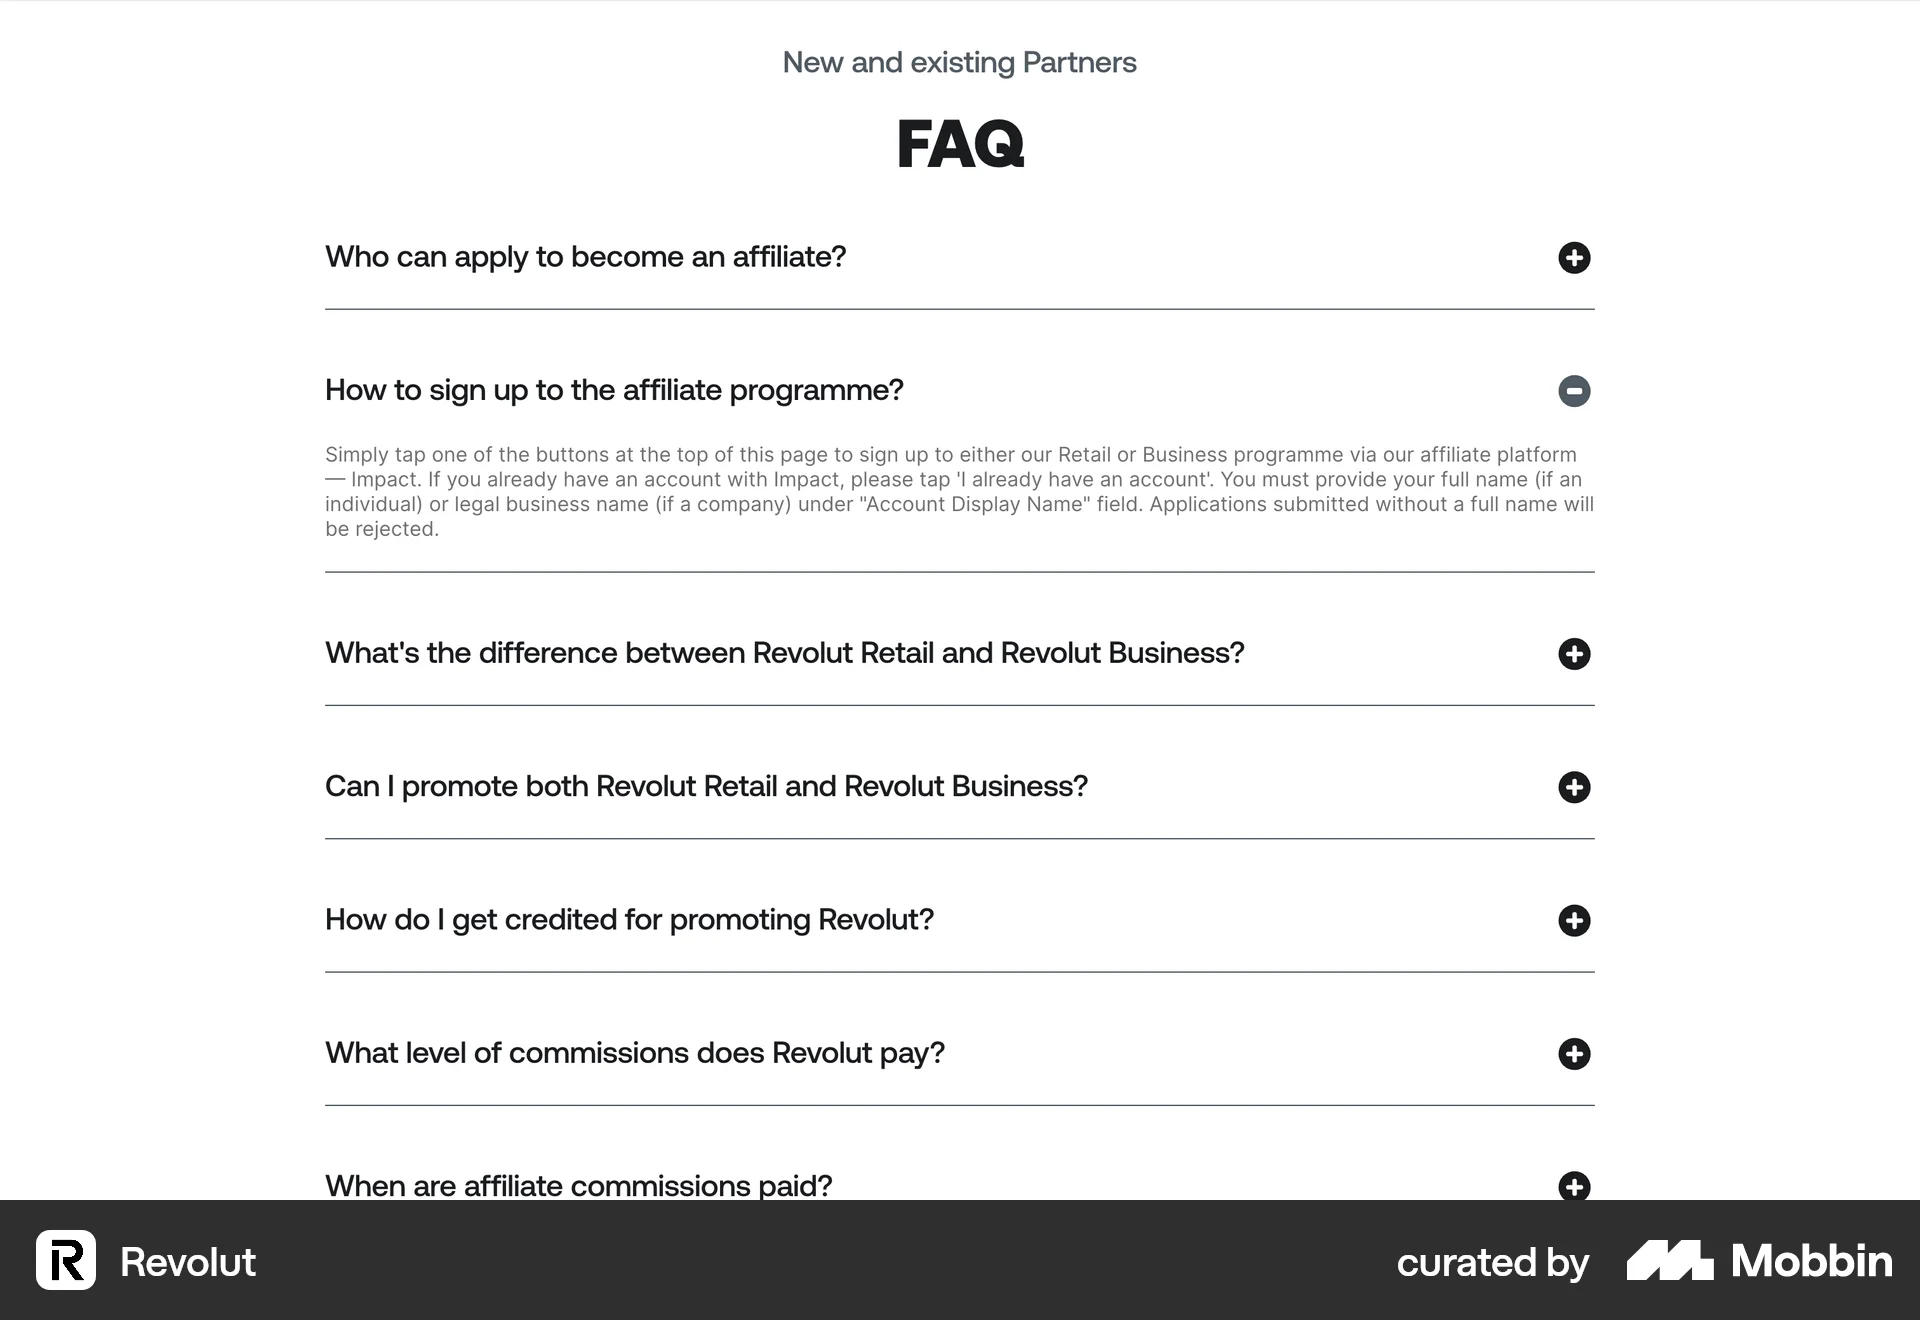 New and existing Partners
FAQ
Who can apply to become an affiliate?
How to sign up to the affiliate programme?
Simply tap one of the buttons at the top of this page to sign up to either our Retail or Business programme via our affiliate platform
— Impact. If you already have an account with Impact, please tap 'I already have an account'. You must provide your full name (if an
individual) or legal business name (if a company) under "Account Display Name" field. Applications submitted without a full name will
be rejected.
What's the difference between Revolut Retail and Revolut Business?
Can I promote both Revolut Retail and Revolut Business?
How do I get credited for promoting Revolut?
What level of commissions does Revolut pay?
When are affiliate commissions paid?
R Revolut
curated by Mobbin